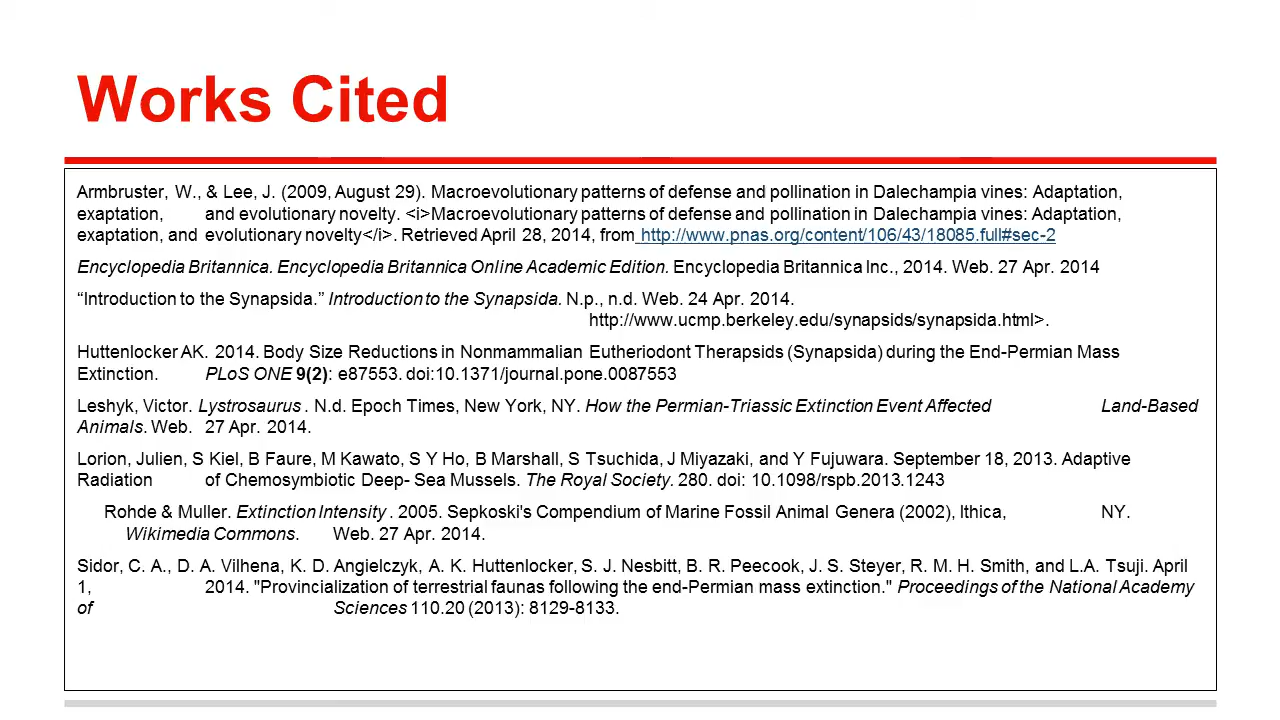 Works Cited
Armbruster, W., & Lee, J. (2009, August 29). Macroevolutionary patterns of defense and pollination in Dalechampia vines: Adaptation,
exaptation, and evolutionary novelty. <i>Macroevolutionary patterns of defense and pollination in Dalechampia vines: Adaptation,
exaptation, and evolutionary novelty</i>. Retrieved April 28, 2014, from http://www.pnas.org/content/106/43/18085.full#sec-2
Encyclopedia Britannica. Encyclopedia Britannica Online Academic Edition. Encyclopedia Britannica Inc., 2014. Web. 27 Apr. 2014
“Introduction to the Synapsida.” Introduction to the Synapsida. N.p., n.d. Web. 24 Apr. 2014.
http://www.ucmp.berkeley.edu/synapsids/synapsida.html>.
Huttenlocker AK. 2014. Body Size Reductions in Nonmammalian Eutheriodont Therapsids (Synapsida) during the End-Permian Mass
Extinction. PLoS ONE 9(2): e87553. doi:10.1371/journal.pone.0087553
Leshyk, Victor. Lystrosaurus . N.d. Epoch Times, New York, NY. How the Permian-Triassic Extinction Event Affected Land-Based
Animals. Web. 27 Apr. 2014.
Lorion, Julien, S Kiel, B Faure, M Kawato, S Y Ho, B Marshall, S Tsuchida, J Miyazaki, and Y Fujuwara. September 18, 2013. Adaptive
Radiation of Chemosymbiotic Deep- Sea Mussels. The Royal Society. 280. doi: 10.1098/rspb.2013.1243
Rohde & Muller. Extinction Intensity . 2005. Sepkoski's Compendium of Marine Fossil Animal Genera (2002), Ithica, NY.
Wikimedia Commons. Web. 27 Apr. 2014.
Sidor, C. A., D. A. Vilhena, K. D. Angielczyk, A. K. Huttenlocker, S. J. Nesbitt, B. R. Peecook, J. S. Steyer, R. M. H. Smith, and L.A. Tsuji. April
1, 2014. "Provincialization of terrestrial faunas following the end-Permian mass extinction." Proceedings of the National Academy
of Sciences 110.20 (2013): 8129-8133.